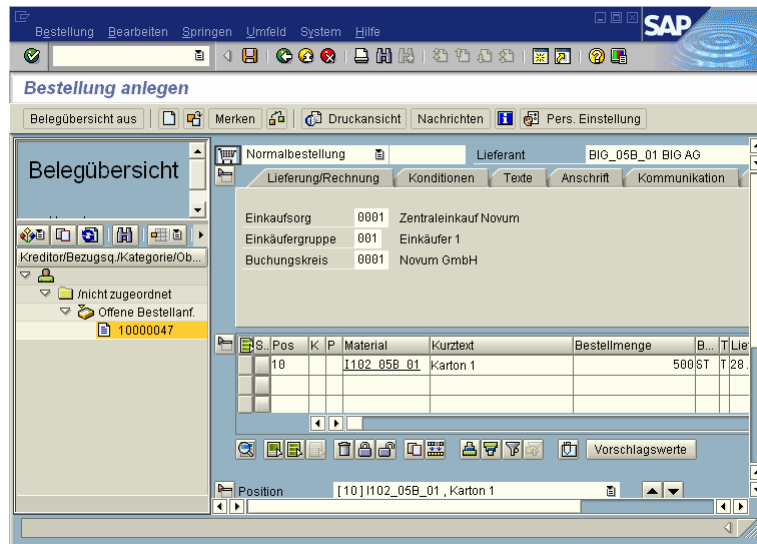 Bestellung Bearbeiten Springen Umfeld System Hilfe
SAP
Bestellung anlegen
Belegübersicht aus Merken Druckansicht Nachrichten Pers. Einstellung
Belegübersicht
Kreditor/Bezugsq./Kategorie/Ob...
/nicht zugeordnet
Offene Bestellanf.
10000047
Normalbestellung Lieferant BIG_05B_01 BIG AG
Lieferung/Rechnung Konditionen Texte Anschrift Kommunikation
Einkaufsorg 0001 Zentraleinkauf Novum
Einkäufergruppe 001 Einkäufer 1
Buchungskreis 0001 Novum GmbH
S.. Pos K P Material Kurztext Bestellmenge B... T Lie
10 I102_05B_01 Karton 1 500 ST T 28.
Vorschlagswerte
Position [ 10 ] I102_05B_01 , Karton 1